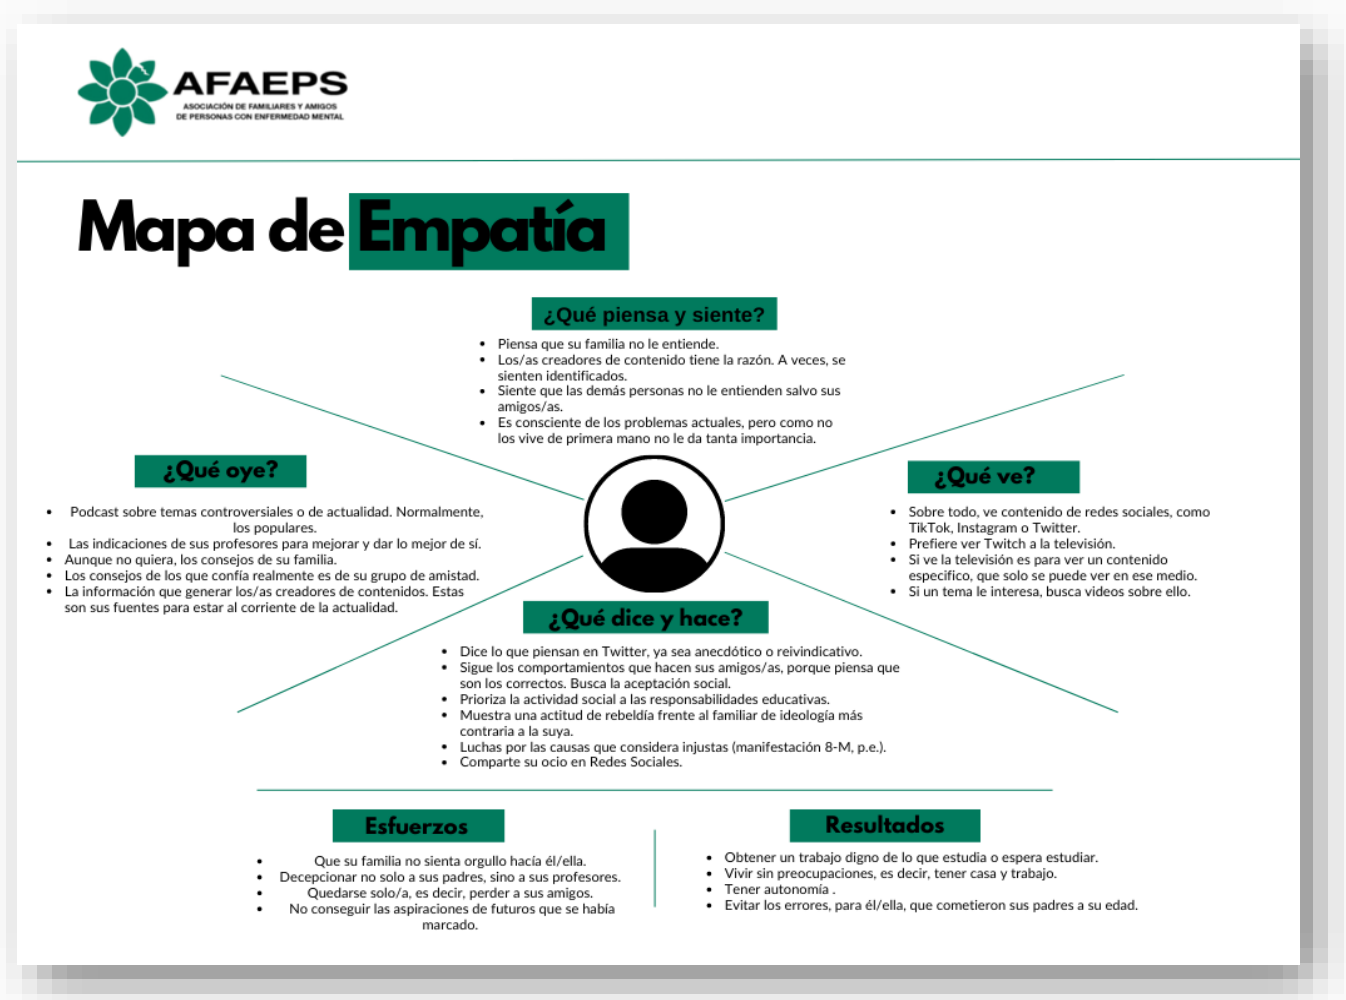 AFAEPS
ASOCIACIÓN DE FAMILIARES Y AMIGOS
DE PERSONAS CON ENFERMEDAD MENTAL
Mapa de Empatía
¿Qué piensa y siente?
• Piensa que su familia no le entiende.
• Los/as creadores de contenido tiene la razón. A veces, se
sienten identificados.
• Siente que las demás personas no le entienden salvo sus
amigos/as.
• Es consciente de los problemas actuales, pero como no
los vive de primera mano no le da tanta importancia.
¿Qué oye?
• Podcast sobre temas controversiales o de actualidad. Normalmente,
los populares.
• Las indicaciones de sus profesores para mejorar y dar lo mejor de sí.
• Aunque no quiera, los consejos de su familia.
• Los consejos de los que confía realmente es de su grupo de amistad.
• La información que generar los/as creadores de contenidos. Estas
son sus fuentes para estar al corriente de la actualidad.
¿Qué ve?
• Sobre todo, ve contenido de redes sociales, como
TikTok, Instagram o Twitter.
• Prefiere ver Twitch a la televisión.
• Si ve la televisión es para ver un contenido
especifico, que solo se puede ver en ese medio.
• Si un tema le interesa, busca videos sobre ello.
¿Qué dice y hace?
• Dice lo que piensan en Twitter, ya sea anecdótico o reivindicativo.
• Sigue los comportamientos que hacen sus amigos/as, porque piensa que
son los correctos. Busca la aceptación social.
• Prioriza la actividad social a las responsabilidades educativas.
• Muestra una actitud de rebeldía frente al familiar de ideología más
contraria a la suya.
• Luchas por las causas que considera injustas (manifestación 8-M, p.e.).
• Comparte su ocio en Redes Sociales.
Esfuerzos
• Que su familia no sienta orgullo hacía él/ella.
• Decepcionar no solo a sus padres, sino a sus profesores.
• Quedarse solo/a, es decir, perder a sus amigos.
• No conseguir las aspiraciones de futuros que se había
marcado.
Resultados
• Obtener un trabajo digno de lo que estudia o espera estudiar.
• Vivir sin preocupaciones, es decir, tener casa y trabajo.
• Tener autonomía .
• Evitar los errores, para él/ella, que cometieron sus padres a su edad.